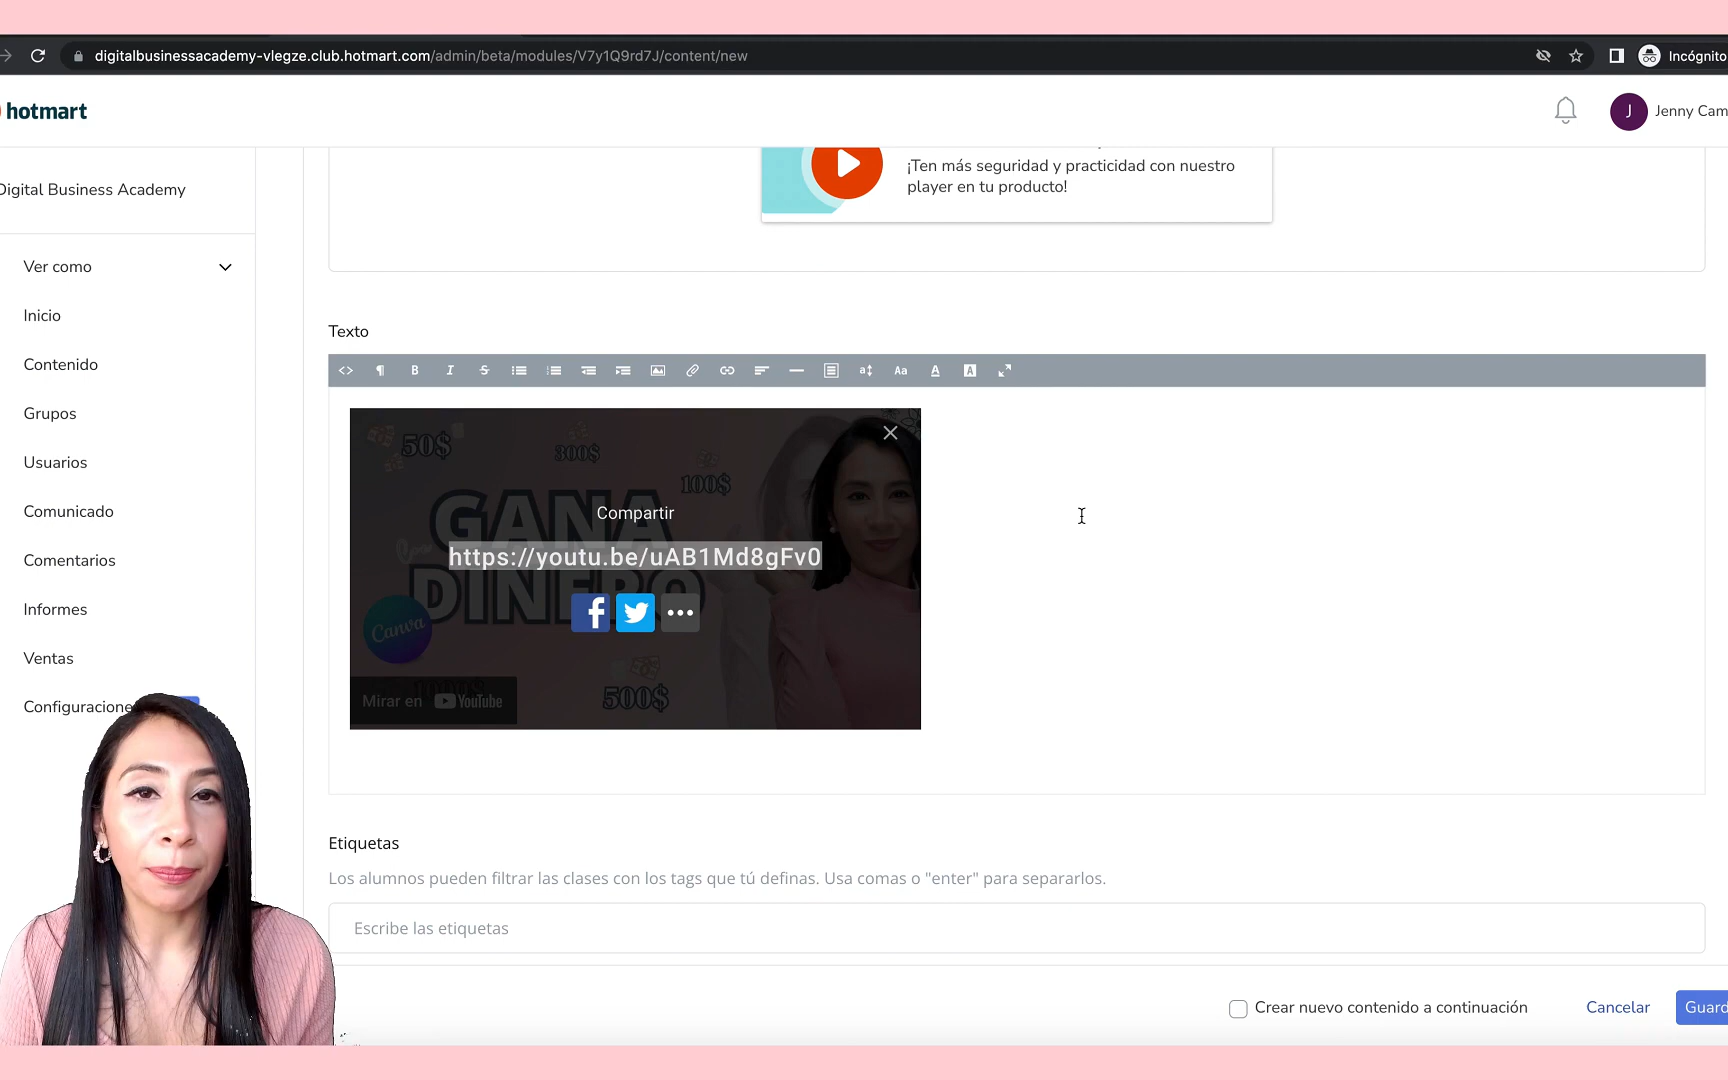 digitalbusinessacademy-vlegze.club.hotmart.com/admin/beta/modules/V7y1Q9rd7J/content/new
Incógnito
hotmart
J
Jenny Cam
Digital Business Academy
¡Ten más seguridad y practicidad con nuestro
player en tu producto!
Ver como
Inicio
Contenido
Grupos
Usuarios
Comunicado
Comentarios
Informes
Ventas
Configuracione
Texto
B
I
S
Aa
A
A
50$
300$
100$
GANA
Compartir
https://youtu.be/uAB1Md8gFv0
DINERO
Canva
Mirar en YouTube
500$
Etiquetas
Los alumnos pueden filtrar las clases con los tags que tú definas. Usa comas o "enter" para separarlos.
Escribe las etiquetas
Crear nuevo contenido a continuación
Cancelar
Guard